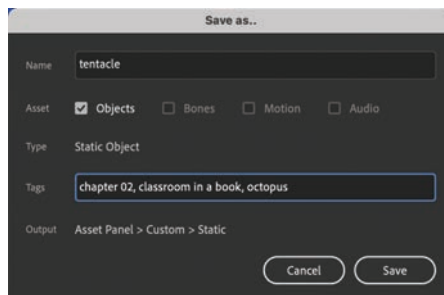 Save as..
Name tentacle
Asset Objects Bones Motion Audio
Type Static Object
Tags chapter 02, classroom in a book, octopus
Output Asset Panel > Custom > Static
Cancel Save